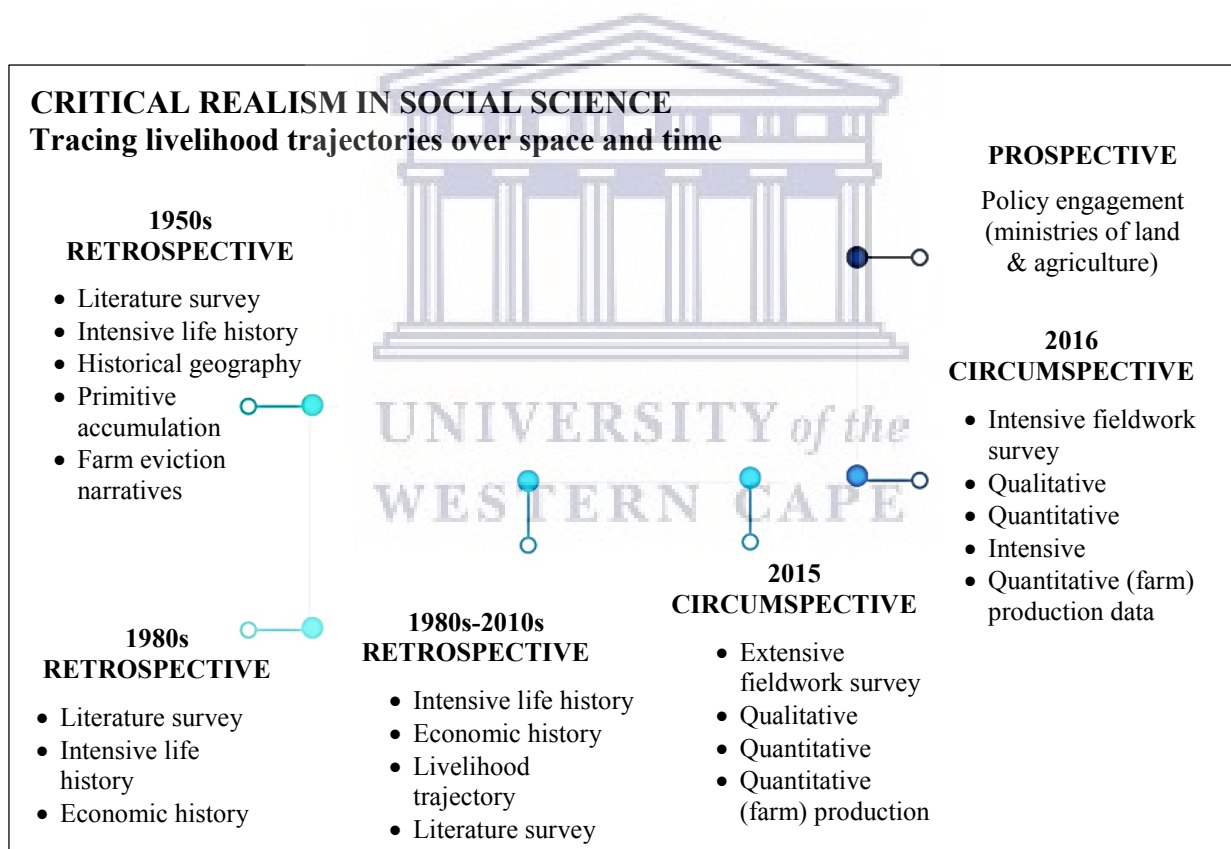 CRITICAL REALISM IN SOCIAL SCIENCE
Tracing livelihood trajectories over space and time
1950s
RETROSPECTIVE
• Literature survey
• Intensive life history
• Historical geography
• Primitive
accumulation
• Farm eviction
narratives
1980s
RETROSPECTIVE
• Literature survey
• Intensive life
history
• Economic history
1980s-2010s
RETROSPECTIVE
• Intensive life history
• Economic history
• Livelihood
trajectory
• Literature survey
2015
CIRCUMSPECTIVE
• Extensive
fieldwork survey
• Qualitative
• Quantitative
• Quantitative
(farm) production
2016
CIRCUMSPECTIVE
• Intensive fieldwork
survey
• Qualitative
• Quantitative
• Intensive
• Quantitative (farm)
production data
PROSPECTIVE
Policy engagement
(ministries of land
& agriculture)
UNIVERSITY of the
WESTERN CAPE